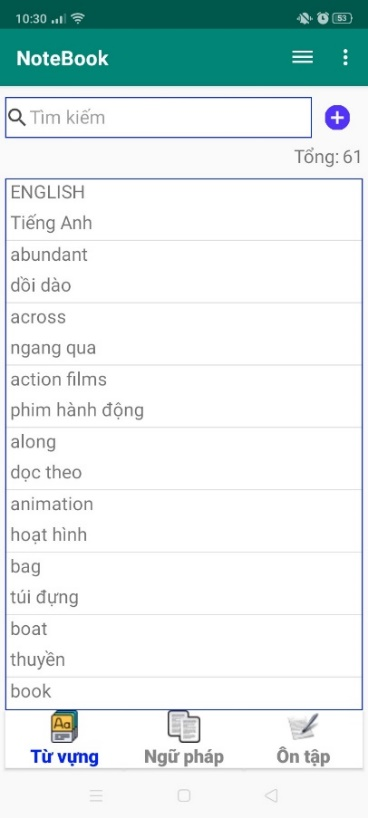 10:30
53
NoteBook
Tìm kiếm
Tổng: 61
ENGLISH
Tiếng Anh
abundant
dồi dào
across
ngang qua
action films
phim hành động
along
dọc theo
animation
hoạt hình
bag
túi đựng
boat
thuyền
book
Aa
Từ vựng
Ngữ pháp
Ôn tập